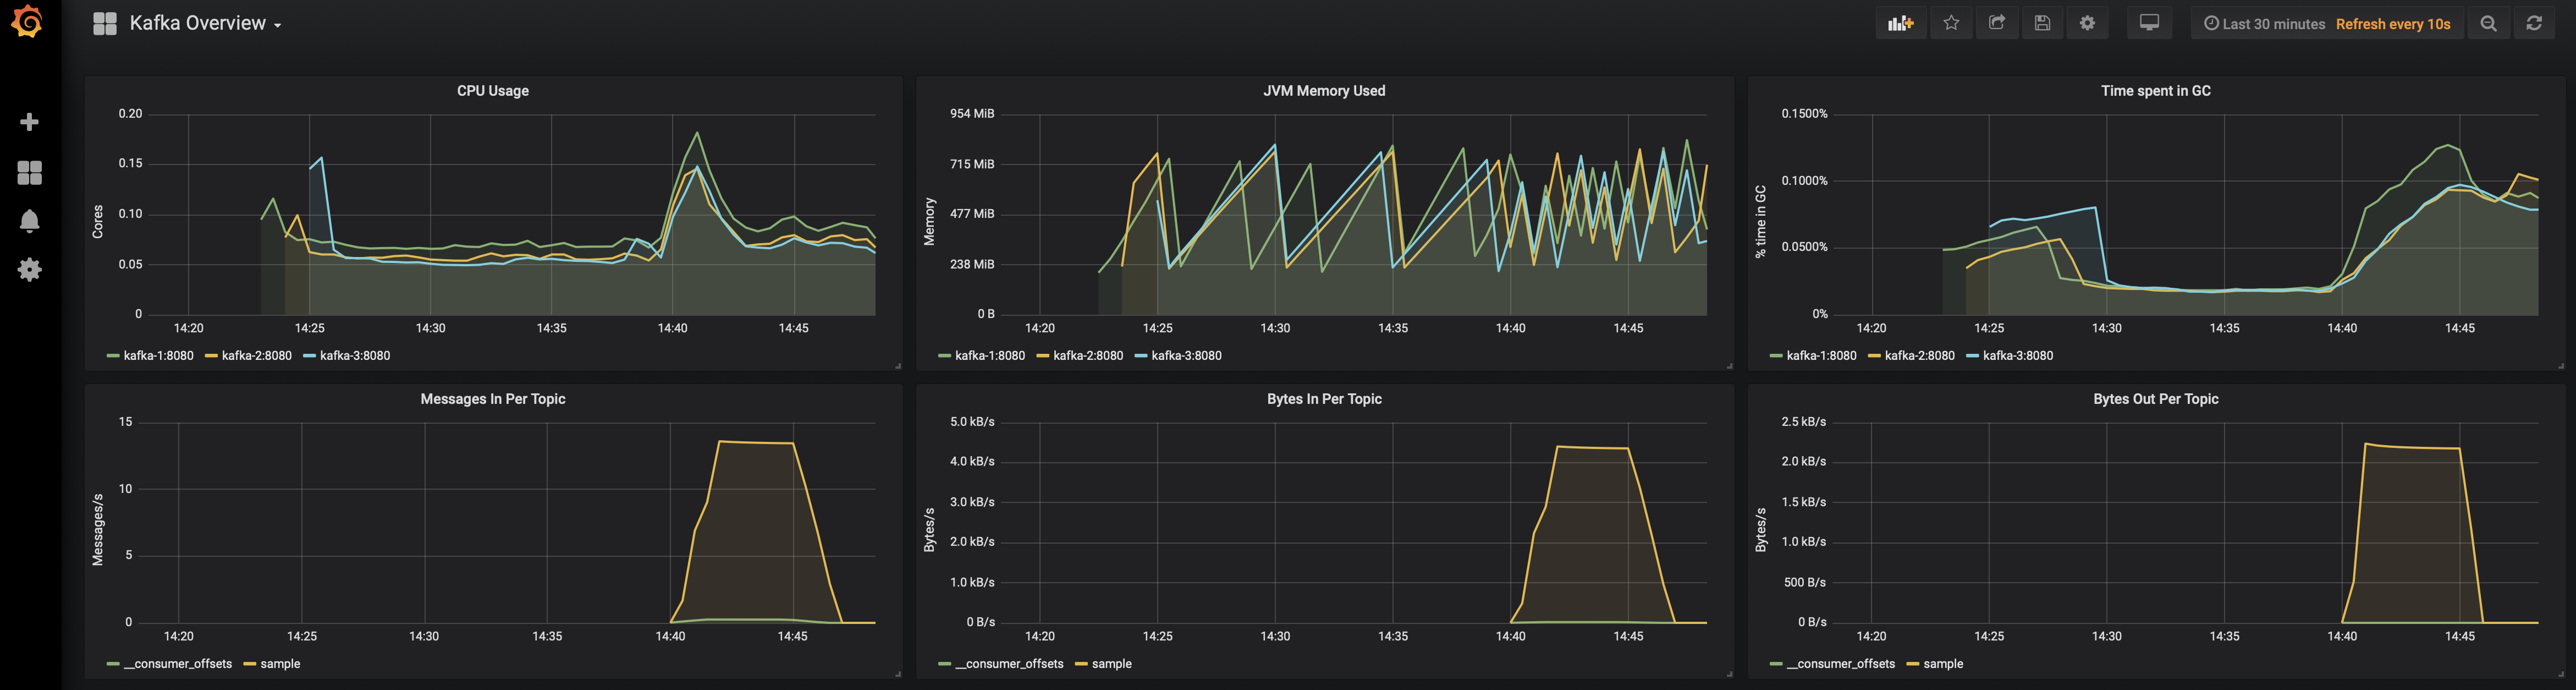 Kafka Overview
Last 30 minutes Refresh every 10s
CPU Usage
0.20
0.15
0.10
0.05
0
Cores
14:20 14:25 14:30 14:35 14:40 14:45
kafka-1:8080 kafka-2:8080 kafka-3:8080
JVM Memory Used
954 MiB
715 MiB
477 MiB
238 MiB
0 B
Memory
14:20 14:25 14:30 14:35 14:40 14:45
kafka-1:8080 kafka-2:8080 kafka-3:8080
Time spent in GC
0.1500%
0.1000%
0.0500%
0%
% time in GC
14:20 14:25 14:30 14:35 14:40 14:45
kafka-1:8080 kafka-2:8080 kafka-3:8080
Messages In Per Topic
15
10
5
0
Messages/s
14:20 14:25 14:30 14:35 14:40 14:45
__consumer_offsets sample
Bytes In Per Topic
5.0 kB/s
4.0 kB/s
3.0 kB/s
2.0 kB/s
1.0 kB/s
0 B/s
Bytes/s
14:20 14:25 14:30 14:35 14:40 14:45
__consumer_offsets sample
Bytes Out Per Topic
2.5 kB/s
2.0 kB/s
1.5 kB/s
1.0 kB/s
500 B/s
0 B/s
Bytes/s
14:20 14:25 14:30 14:35 14:40 14:45
__consumer_offsets sample